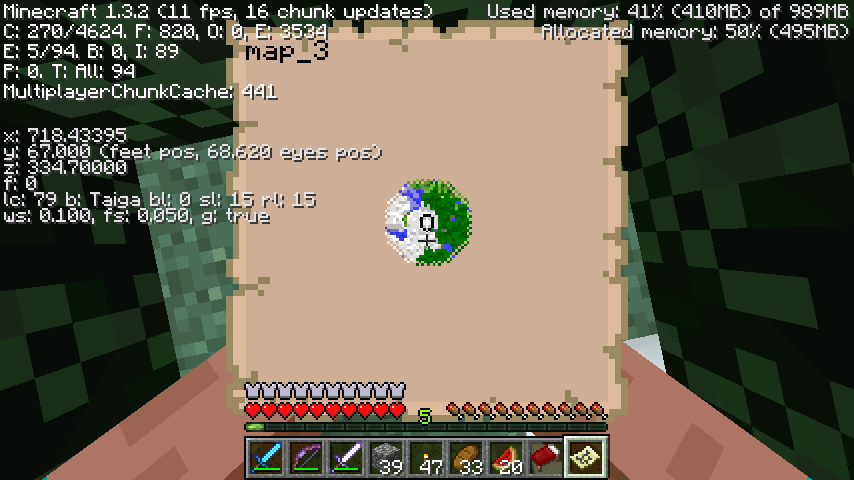 Minecraft 1.3.2 (11 fps, 16 chunk updates)
Used memory: 41% (410MB) of 989MB
C: 270/4624, F: 820, O: 0, E: 3534
Allocated memory: 50% (495MB)
map_3
E: 5/94, B: 0, I: 89
P: 0, T: All: 94
MultiplayerChunkCache: 441
x: 718.43395
y: 67.000 (feet pos, 68.620 eyes pos)
z: 334.70000
f: 0
lc: 79 b: Taiga bl: 0 sl: 15 rl: 15
ws: 0.100, fs: 0.050, g: true
5
39 47 33 20